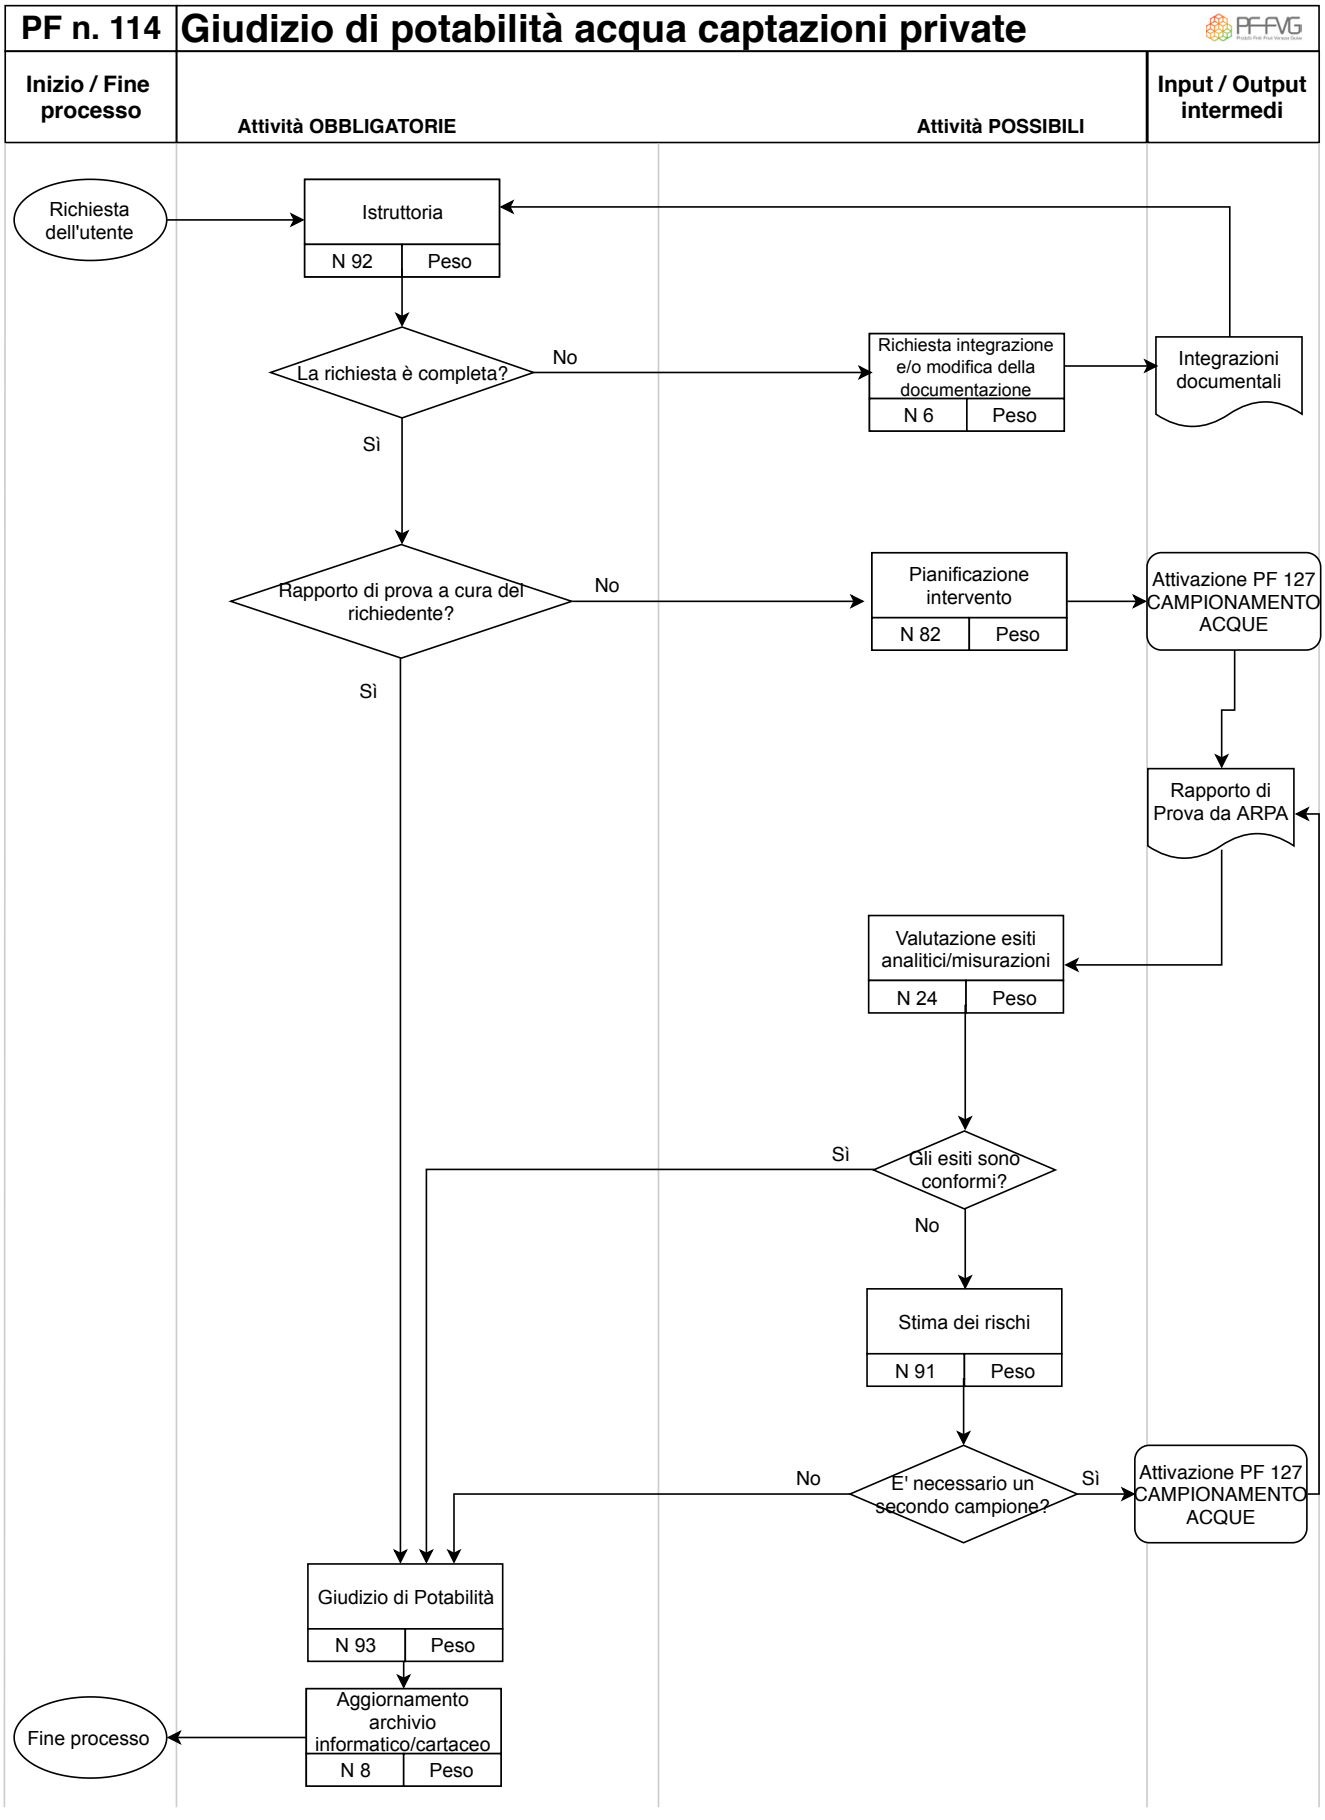 PF n. 114
Giudizio di potabilità acqua captazioni private
PF-FVG
Inizio / Fine
processo
Attività OBBLIGATORIE
Attività POSSIBILI
Input / Output
intermedi
Richiesta
dell'utente
Istruttoria
N 92
Peso
La richiesta è completa?
No
Richiesta integrazione
e/o modifica della
documentazione
N 6
Peso
Integrazioni
documentali
Sì
Rapporto di prova a cura del
richiedente?
No
Pianificazione
intervento
N 82
Peso
Attivazione PF 127
CAMPIONAMENTO
ACQUE
Sì
Rapporto di
Prova da ARPA
Valutazione esiti
analitici/misurazioni
N 24
Peso
Sì
Gli esiti sono
conformi?
No
Stima dei rischi
N 91
Peso
No
E' necessario un
secondo campione?
Sì
Attivazione PF 127
CAMPIONAMENTO
ACQUE
Giudizio di Potabilità
N 93
Peso
Aggiornamento
archivio
informatico/cartaceo
N 8
Peso
Fine processo